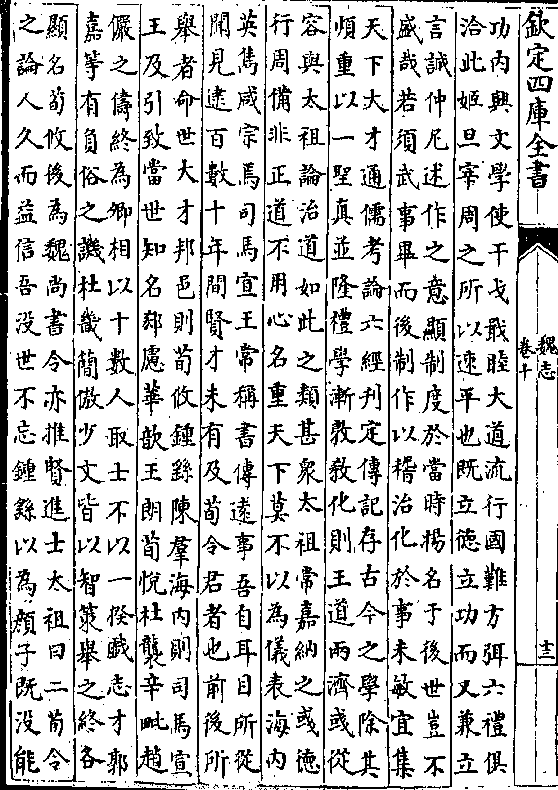 欽定四庫全書
魏志
卷十
功内興文學使干戈戢睦大道流行國難方弭六禮俱
洽此姬旦宰周之所以速平也既立德立功而又兼立
言誠仲尼述作之意顯制度於當時揚名于後世豈不
盛哉若須武事畢而後制作以稽治化於事未敏宜集
天下大才通儒考論六經刋定傳記存古今之學除其
煩重以一聖真並隆禮學漸敦教化則王道兩濟彧從
容與太祖論治道如此之類甚衆太祖常嘉納之彧德
行周備非正道不用心名重天下莫不以為儀表海内
英雋咸宗焉司馬宣王常稱書傳遠事吾自耳目所從
聞見逮百數十年間賢才未有及荀令君者也前後所
舉者命世大才邦邑則荀攸鍾繇陳羣海内則司馬宣
王及引致當世知名郗慮華歆王朗荀悅杜襲辛毗趙
儼之儔終為卿相以十數人取士不以一揆戲志才郭
嘉等有負俗之譏杜畿簡傲少文皆以智策舉之終各
顯名荀攸後為魏尚書令亦推賢進士太祖曰二荀令
之論人久而益信吾没世不忘鍾繇以為顔子既没能